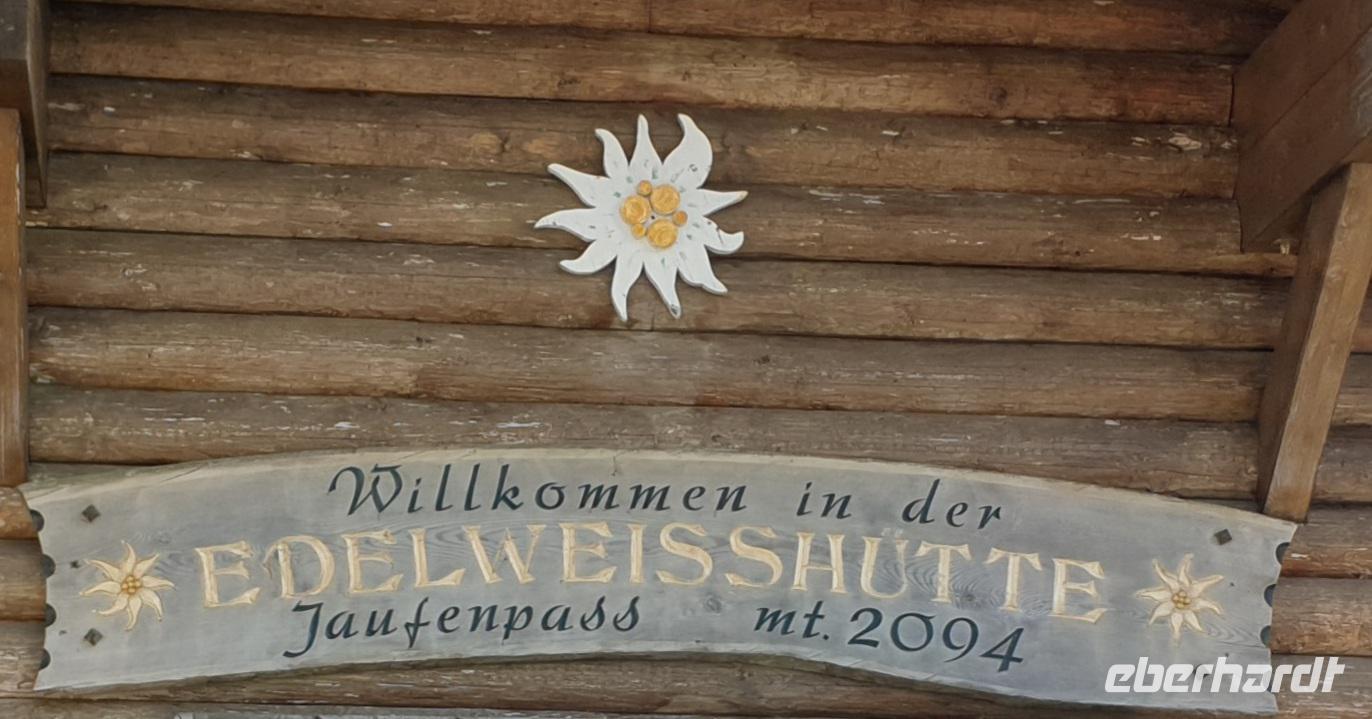 Willkommen in der
EDELWEISSHÜTTE
Jaufenpass mt. 2094
eberhardt